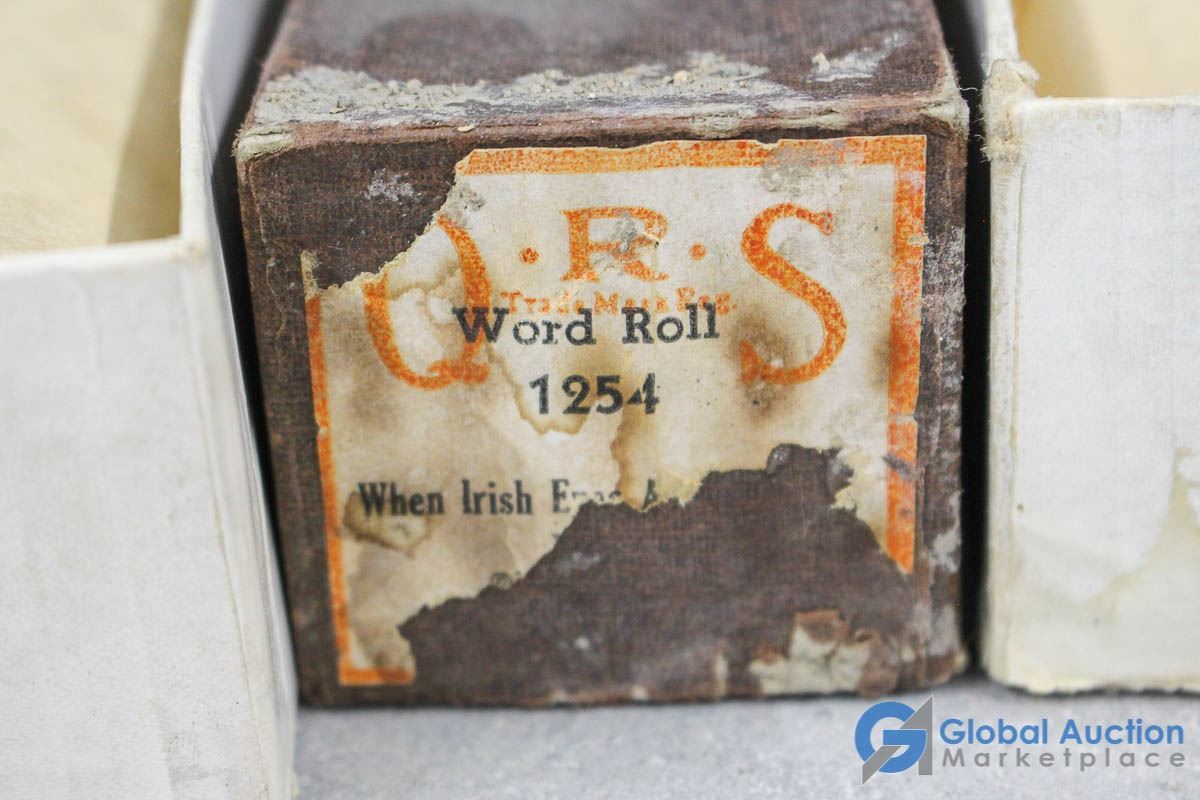 Q·R·S
Trade Mark Reg.
Word Roll
1254
When Irish
Global Auction
Marketplace